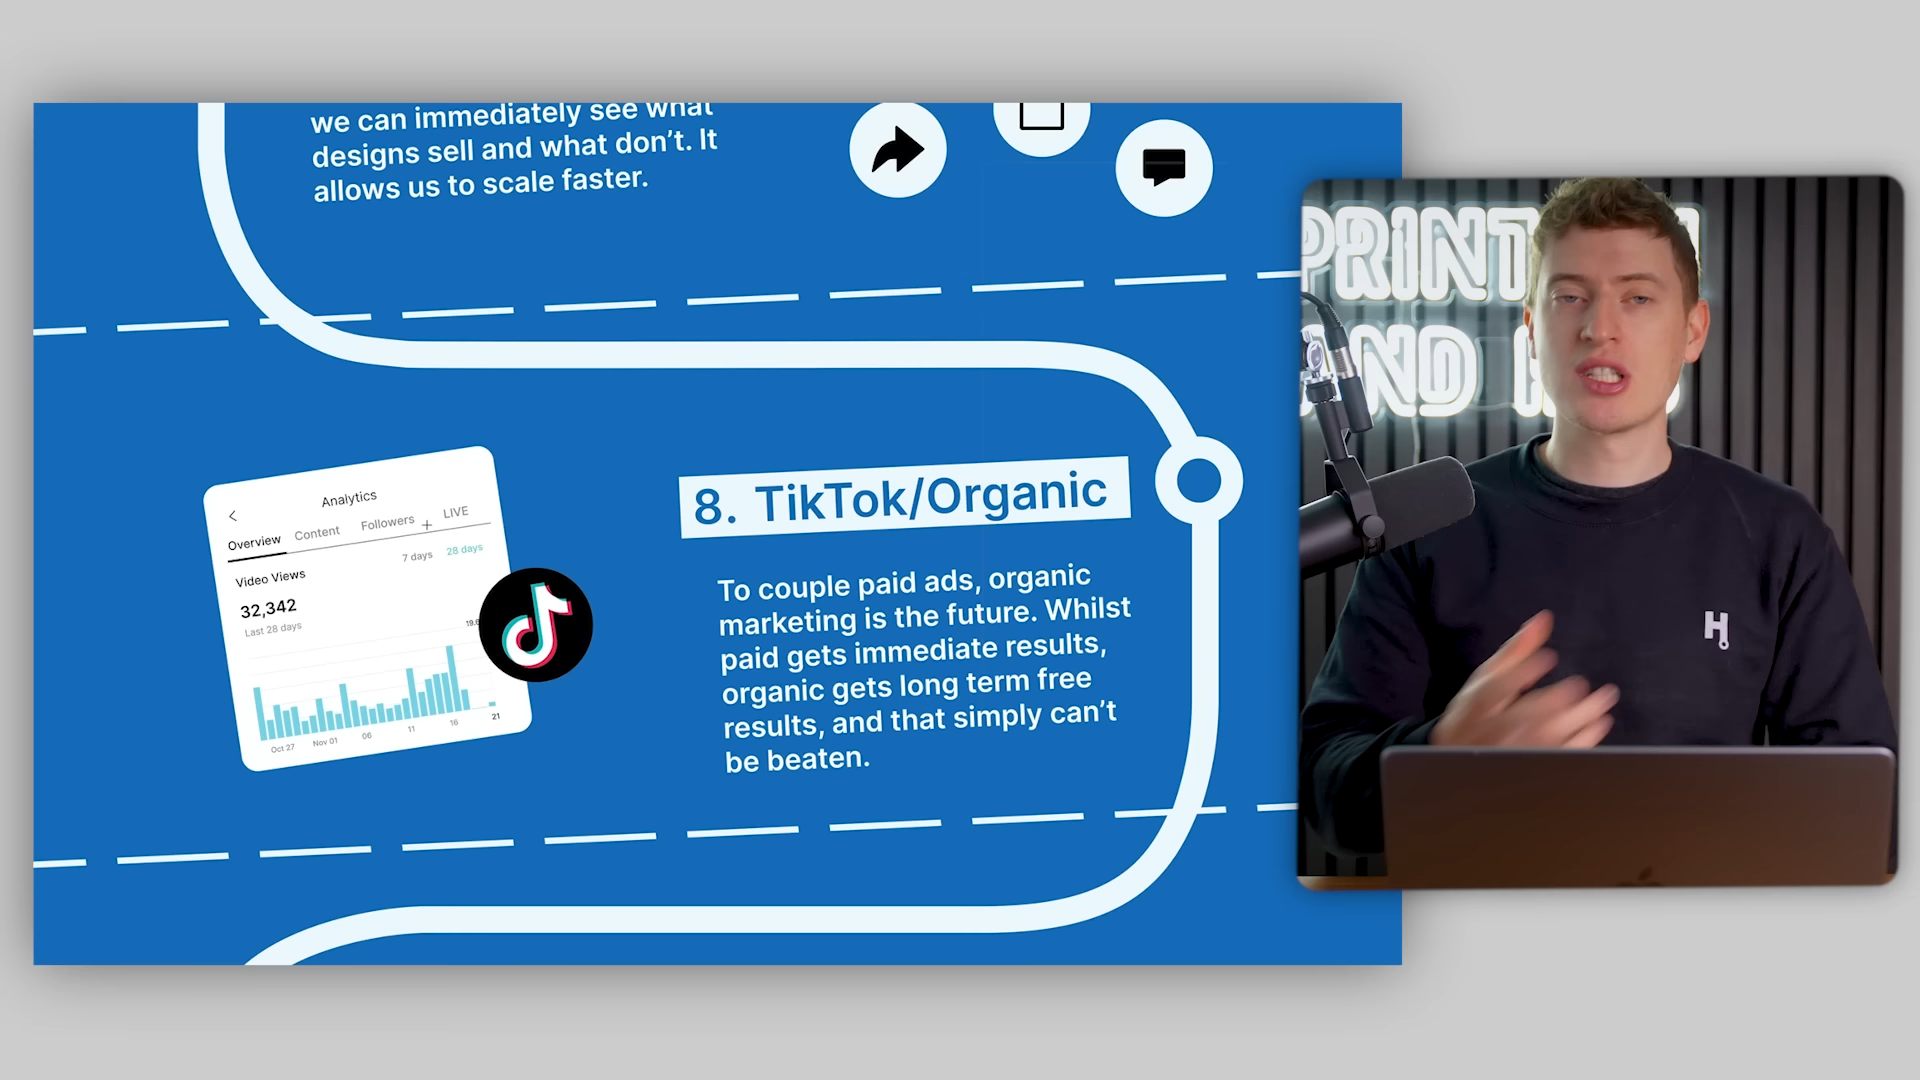 we can immediately see what
designs sell and what don’t. It
allows us to scale faster.
8. TikTok/Organic
To couple paid ads, organic
marketing is the future. Whilst
paid gets immediate results,
organic gets long term free
results, and that simply can’t
be beaten.
Analytics
Overview Content Followers LIVE
7 days 28 days
Video Views
32,342
Last 28 days
Oct 27 Nov 01 06 11 16 21
PRINT
AND
H